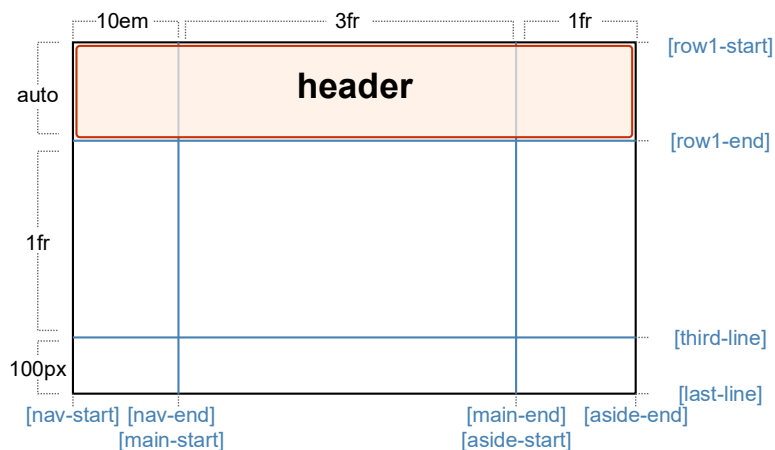 10em 3fr 1fr
[row1-start]
auto
header
[row1-end]
1fr
[third-line]
100px
[last-line]
[nav-start] [nav-end] [main-end] [aside-end]
[main-start] [aside-start]